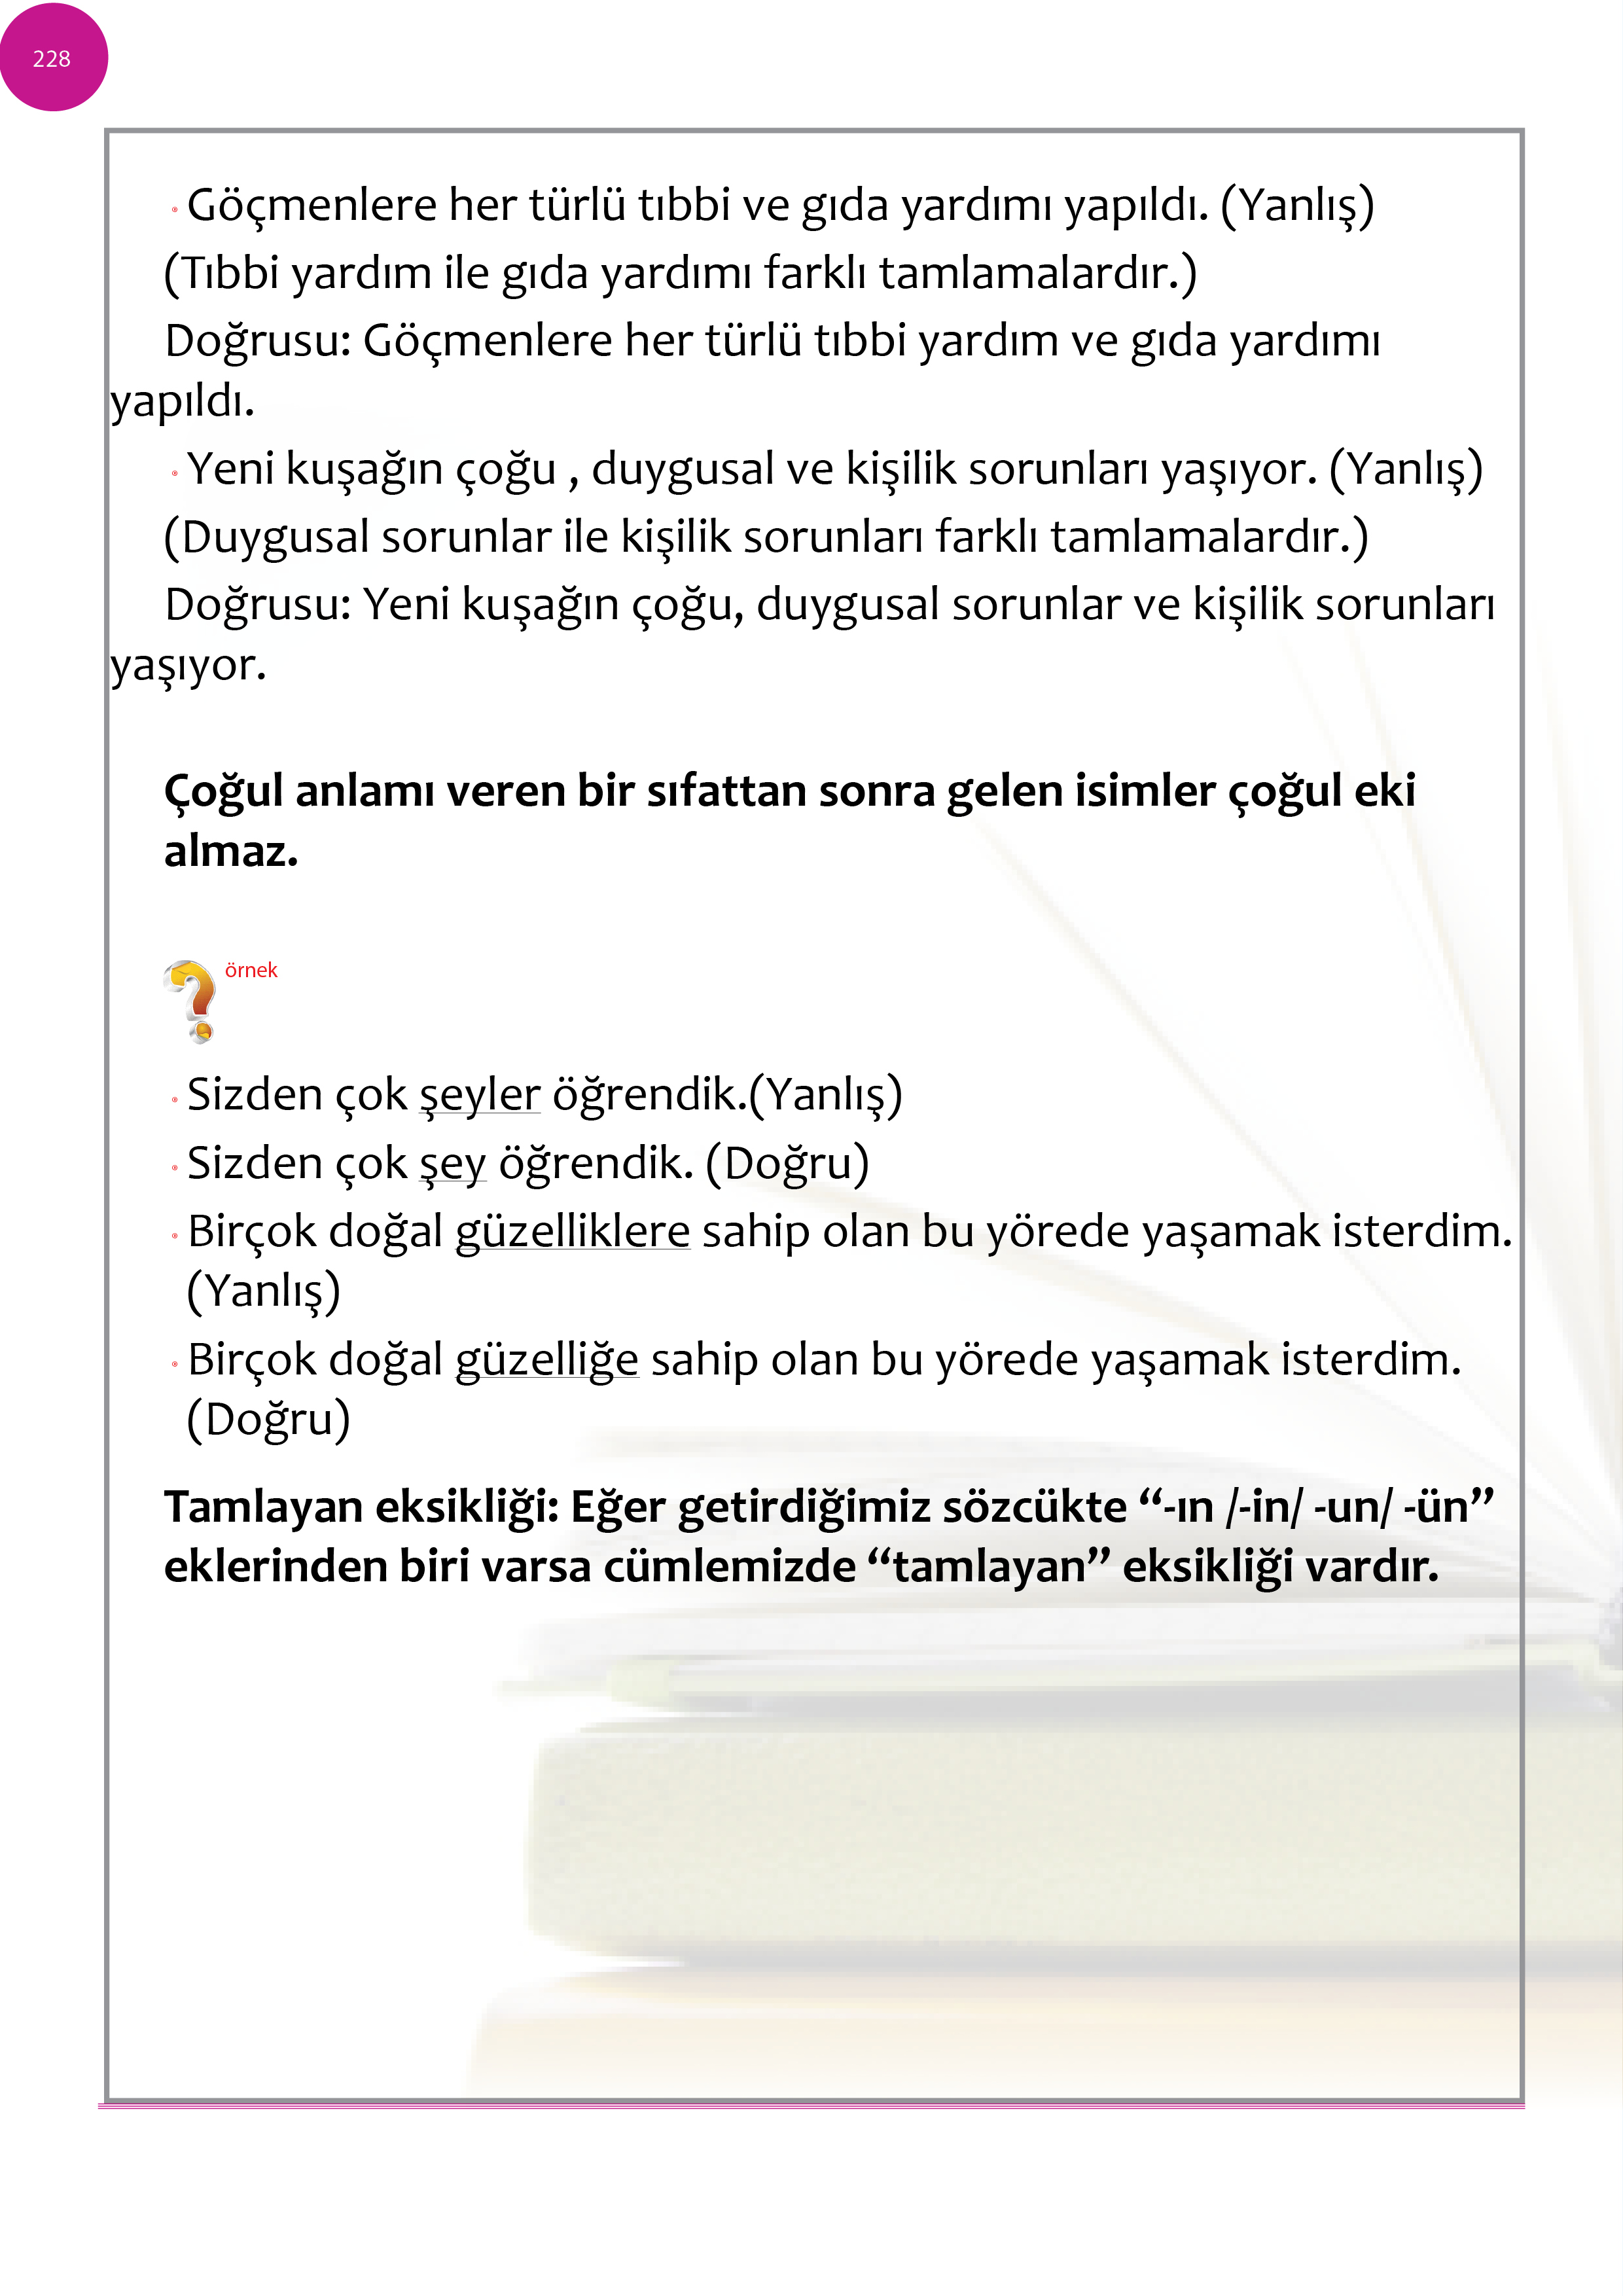 228
Göçmenlere her türlü tıbbi ve gıda yardımı yapıldı. (Yanlış)
(Tıbbi yardım ile gıda yardımı farklı tamlamalardır.)
Doğrusu: Göçmenlere her türlü tıbbi yardım ve gıda yardımı
yapıldı.
Yeni kuşağın çoğu , duygusal ve kişilik sorunları yaşıyor. (Yanlış)
(Duygusal sorunlar ile kişilik sorunları farklı tamlamalardır.)
Doğrusu: Yeni kuşağın çoğu, duygusal sorunlar ve kişilik sorunları
yaşıyor.
Çoğul anlamı veren bir sıfattan sonra gelen isimler çoğul eki
almaz.
örnek
Sizden çok şeyler öğrendik.(Yanlış)
Sizden çok şey öğrendik. (Doğru)
Birçok doğal güzelliklere sahip olan bu yörede yaşamak isterdim.
(Yanlış)
Birçok doğal güzelliğe sahip olan bu yörede yaşamak isterdim.
(Doğru)
Tamlayan eksikliği: Eğer getirdiğimiz sözcükte “-ın /-in/ -un/ -ün”
eklerinden biri varsa cümlemizde “tamlayan” eksikliği vardır.